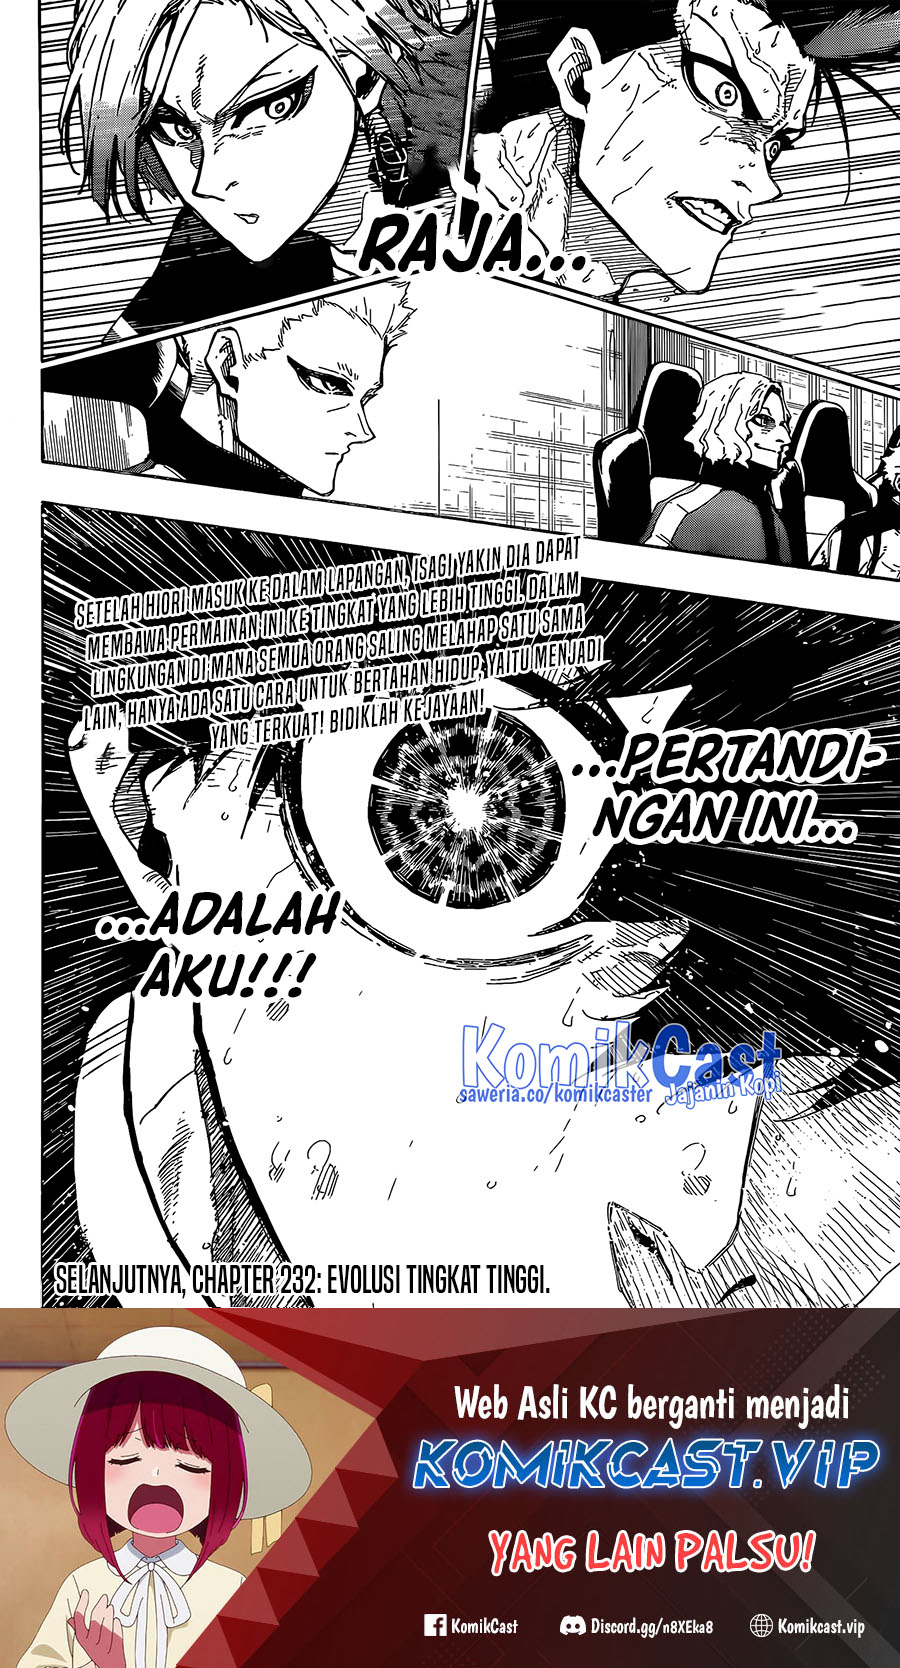 RAJA...
SETELAH HIORI MASUK KE DALAM LAPANGAN, ISAGI YAKIN DIA DAPAT
MEMBAWA PERMAINAN INI KE TINGKAT YANG LEBIH TINGGI. DALAM
LINGKUNGAN DI MANA SEMUA ORANG SALING MELAHAP SATU SAMA
LAIN, HANYA ADA SATU CARA UNTUK BERTAHAN HIDUP, YAITU MENJADI
YANG TERKUAT! BIDIKLAH KEJAYAAN!
...PERTANDI-
NGAN INI...
...ADALAH
AKU!!!
KomikCast
saweria.co/komikcaster Jajanin Kopi
SELANJUTNYA, CHAPTER 232: EVOLUSI TINGKAT TINGGI.
Web Asli KC berganti menjadi
KOMIKCAST.VIP
YANG LAIN PALSU!
KomikCast Discord.gg/n8XEka8 Komikcast.vip